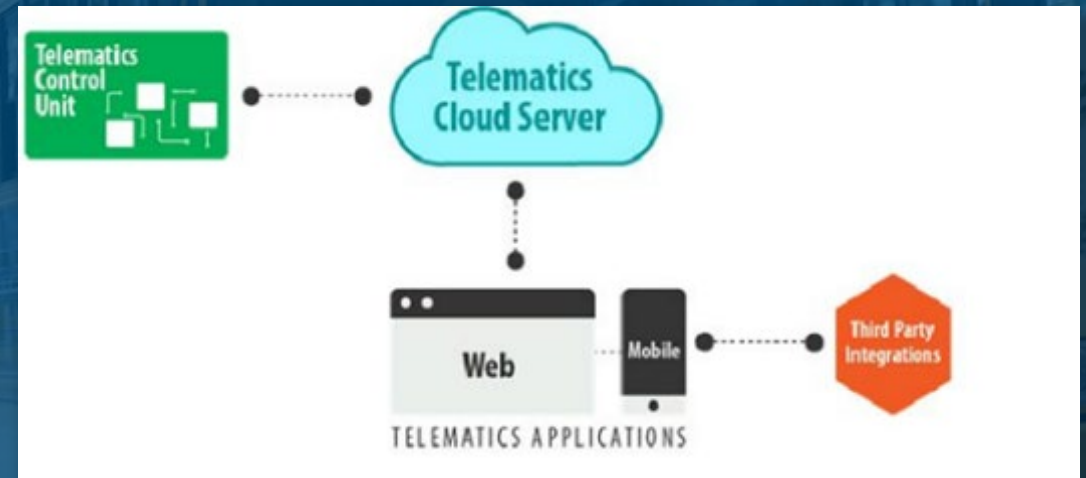 Telematics
Control
Unit
Telematics
Cloud Server
Web
Mobile
Third Party
Integrations
TELEMATICS APPLICATIONS